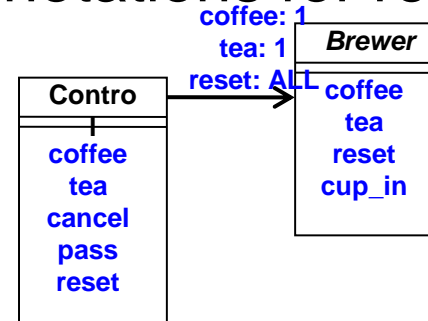 coffee: 1
tea: 1
reset: ALL
Brewer
coffee
tea
reset
cup_in
Contro
coffee
tea
cancel
pass
reset